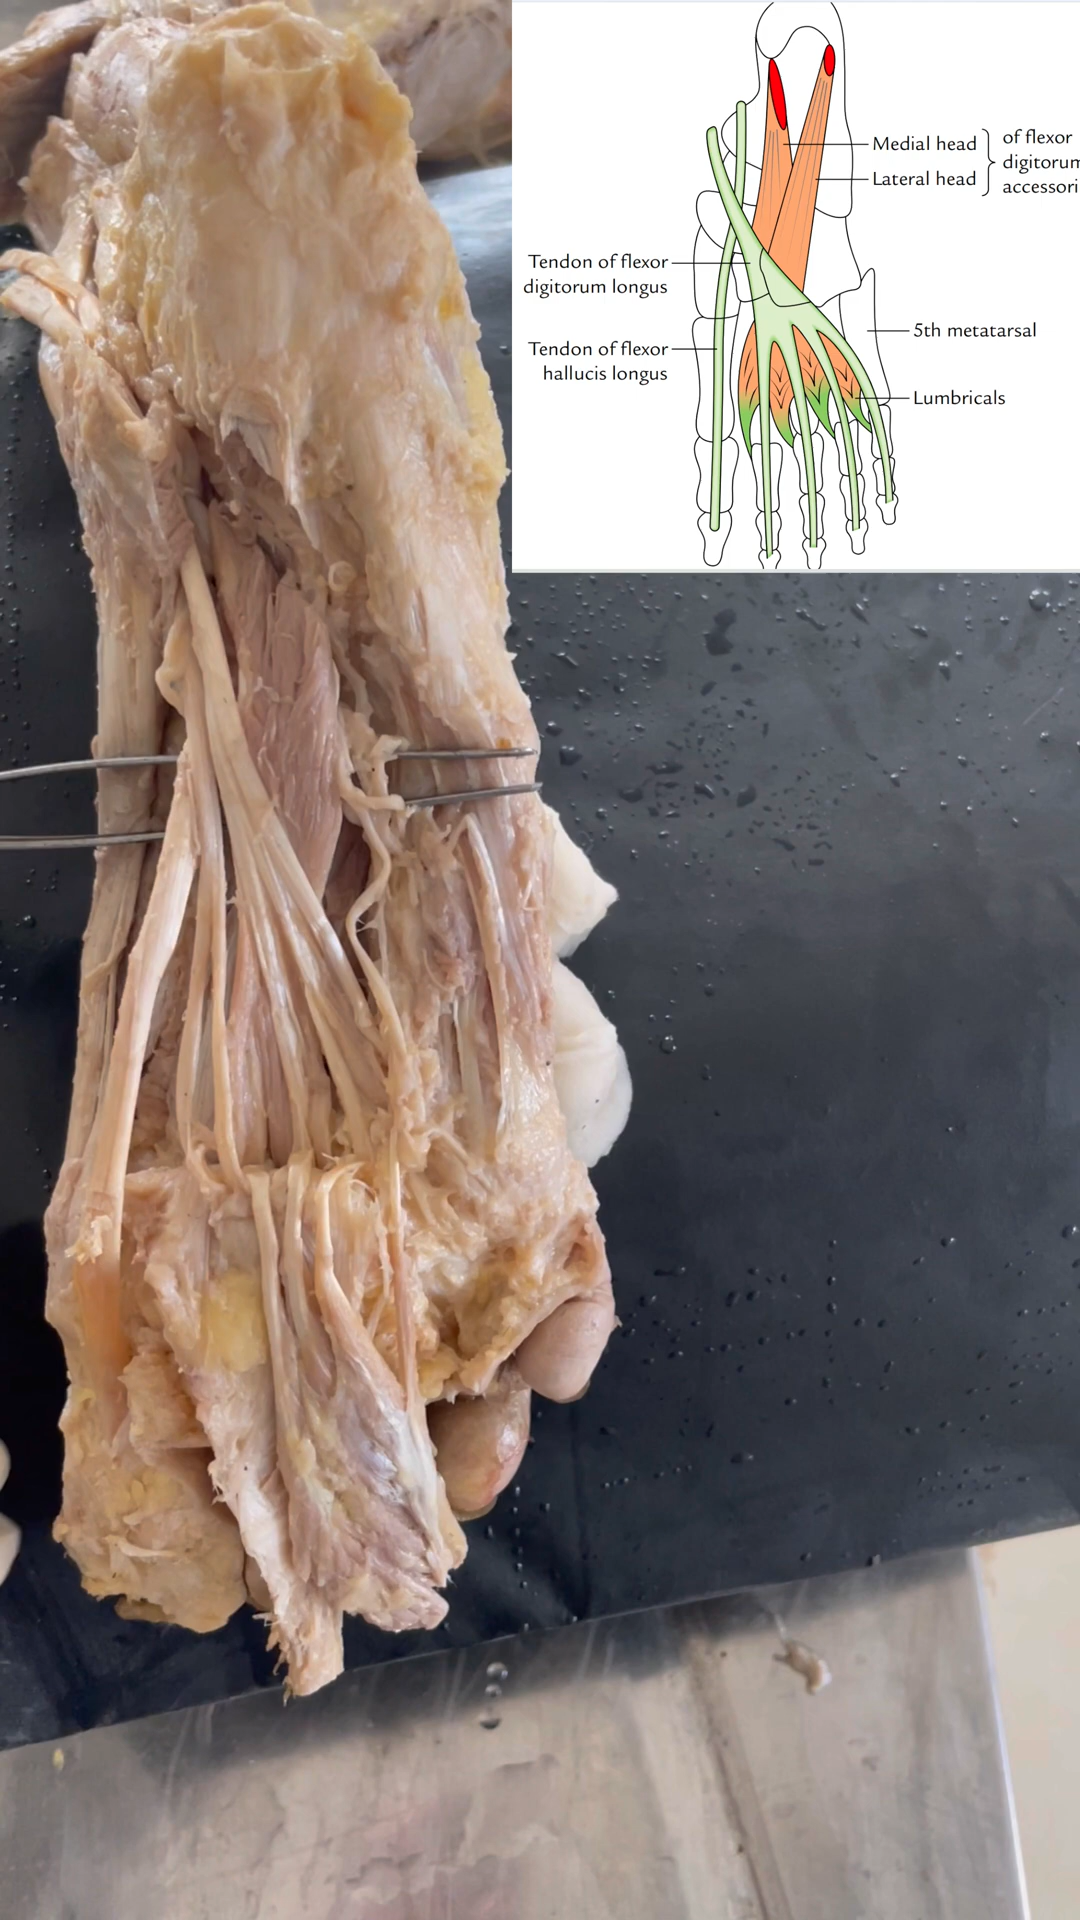 Medial head
Lateral head
of flexor
digitorum
accessori
Tendon of flexor
digitorum longus
Tendon of flexor
hallucis longus
5th metatarsal
Lumbricals